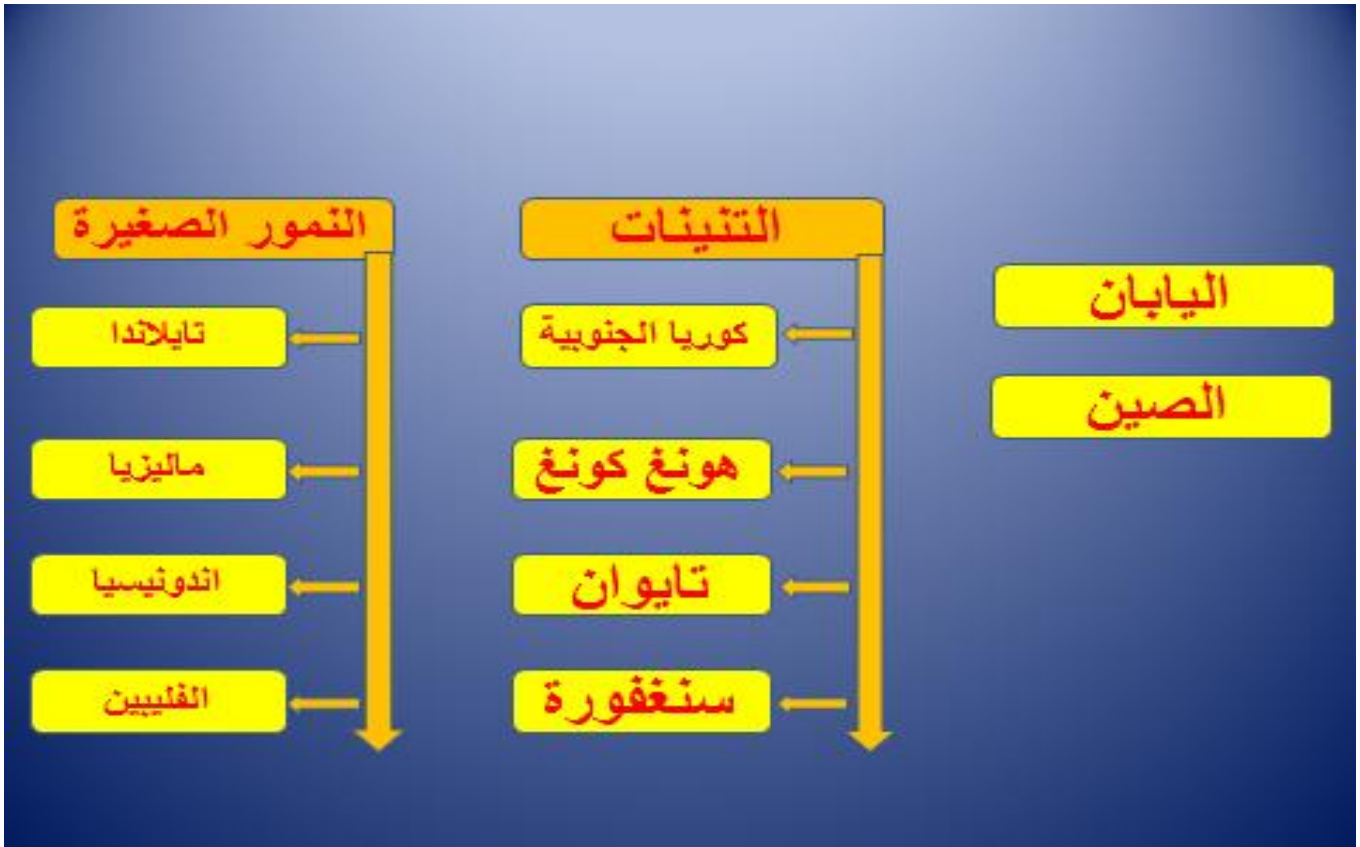 اليابان
الصين
التنينات
كوريا الجنوبية
هونغ كونغ
تايوان
سنغفورة
النمور الصغيرة
تايلاندا
ماليزيا
اندونيسيا
الفليبين